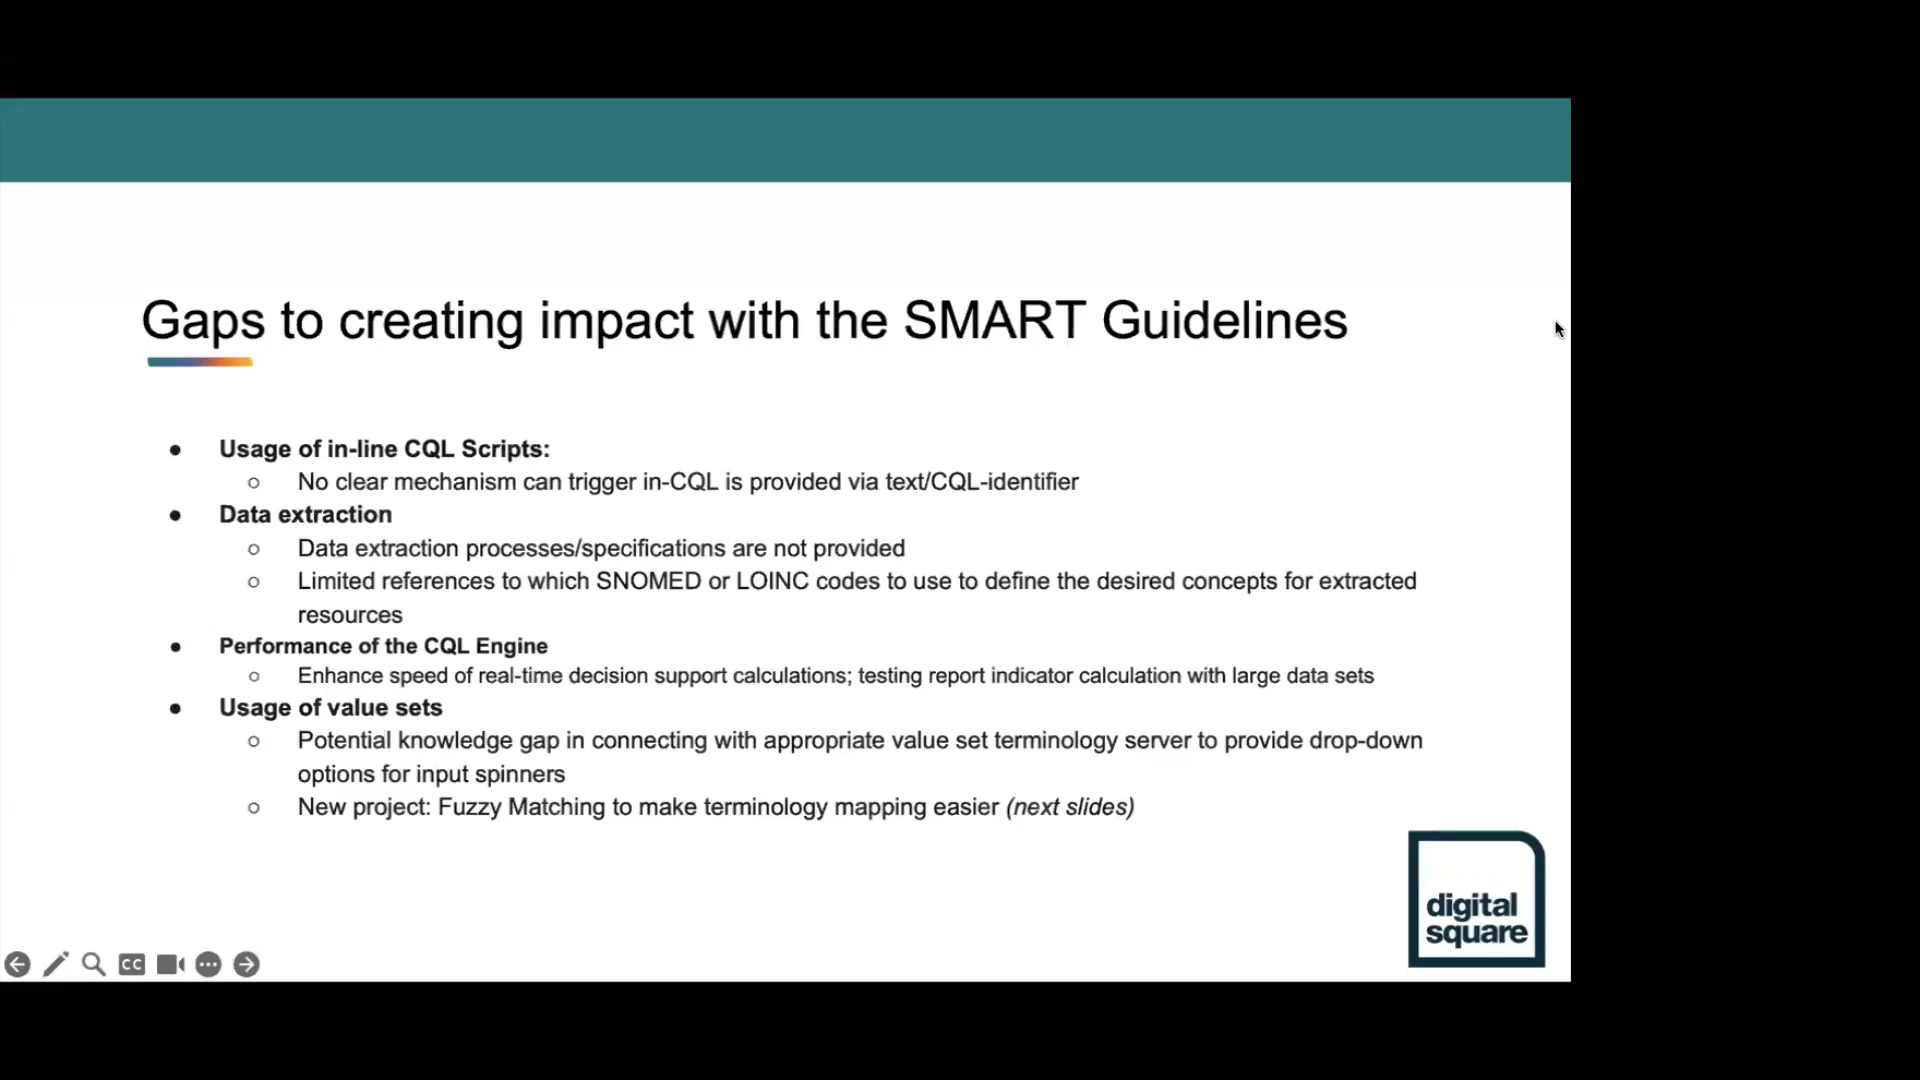 Gaps to creating impact with the SMART Guidelines
● Usage of in-line CQL Scripts:
○ No clear mechanism can trigger in-CQL is provided via text/CQL-identifier
● Data extraction
○ Data extraction processes/specifications are not provided
○ Limited references to which SNOMED or LOINC codes to use to define the desired concepts for extracted
resources
● Performance of the CQL Engine
○ Enhance speed of real-time decision support calculations; testing report indicator calculation with large data sets
● Usage of value sets
○ Potential knowledge gap in connecting with appropriate value set terminology server to provide drop-down
options for input spinners
○ New project: Fuzzy Matching to make terminology mapping easier (next slides)
digital
square
CC